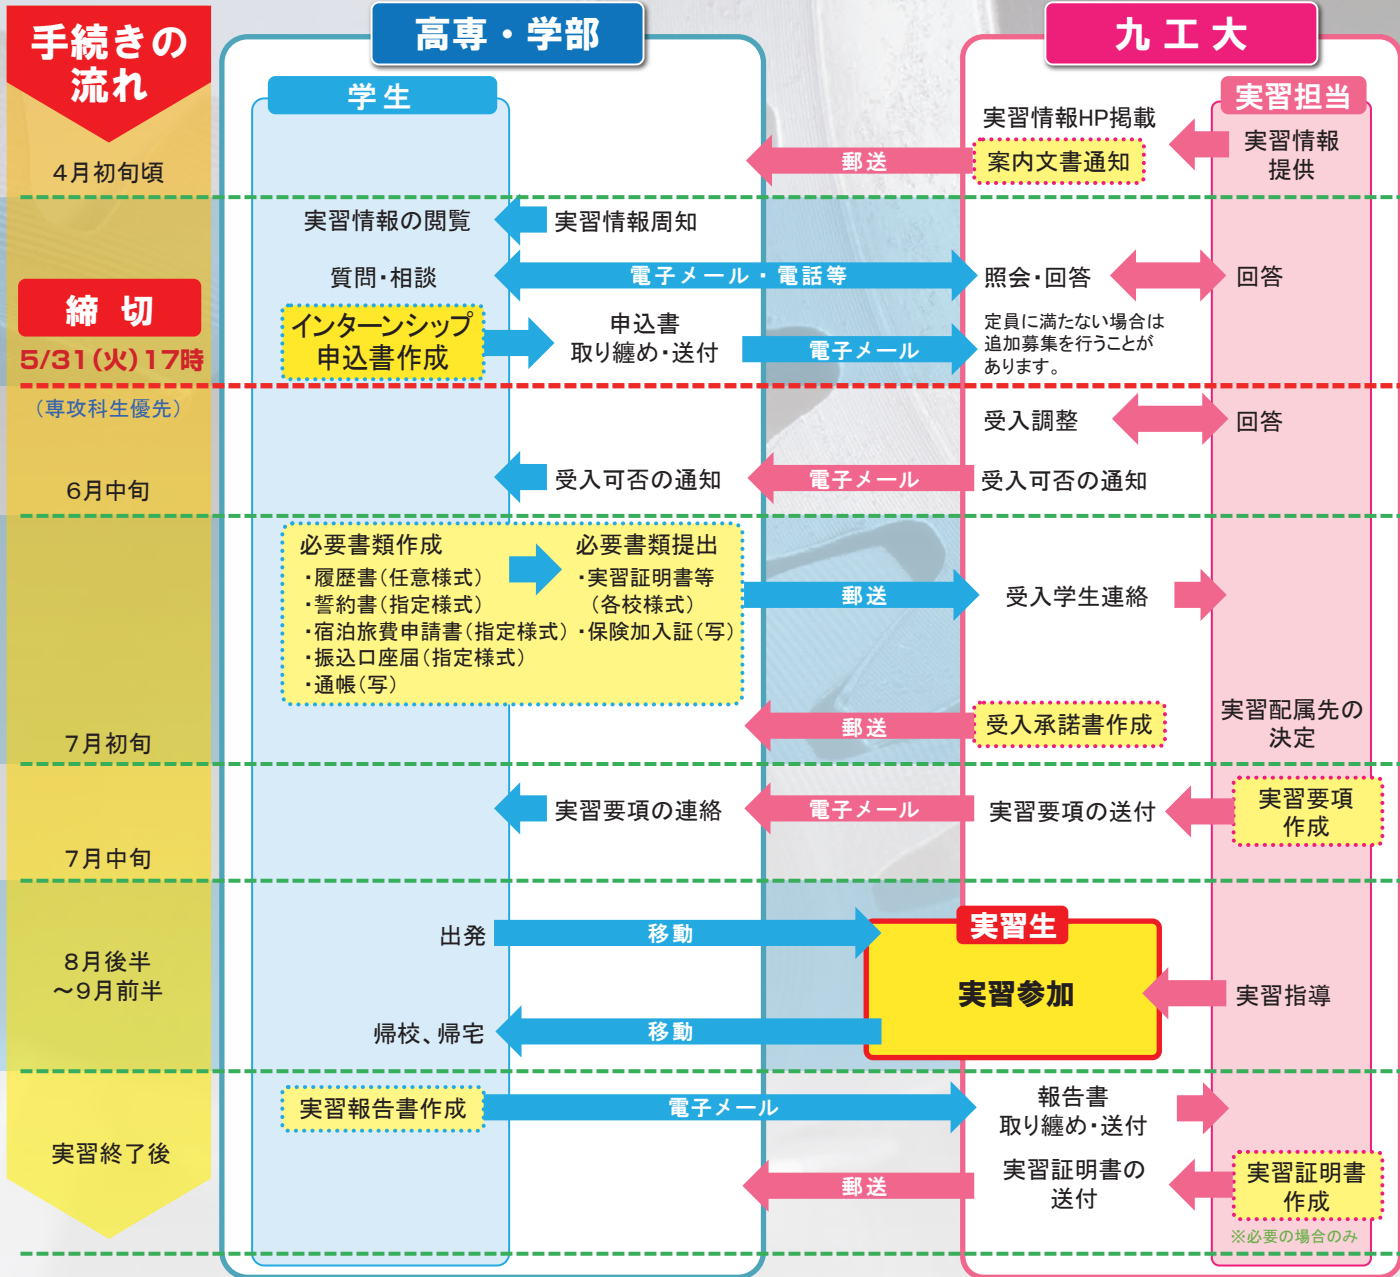 手続きの
流れ
高専・学部
九工大
学生
実習担当
4月初旬頃
実習情報HP掲載
案内文書通知
郵送
実習情報
提供
実習情報の閲覧
実習情報周知
質問・相談
電子メール・電話等
照会・回答
回答
締切
5/31(火)17時
インターンシップ
申込書作成
申込書
取り纏め・送付
電子メール
定員に満たない場合は
追加募集を行うことが
あります。
(専攻科生優先)
受入調整
回答
6月中旬
受入可否の通知
電子メール
受入可否の通知
必要書類作成
・履歴書(任意様式)
・誓約書(指定様式)
・宿泊旅費申請書(指定様式)
・振込口座届(指定様式)
・通帳(写)
必要書類提出
・実習証明書等
(各校様式)
・保険加入証(写)
郵送
受入学生連絡
7月初旬
郵送
受入承諾書作成
実習配属先の
決定
実習要項の連絡
電子メール
実習要項の送付
実習要項
作成
7月中旬
8月後半
～9月前半
出発
移動
実習生
実習参加
実習指導
帰校、帰宅
移動
実習報告書作成
電子メール
報告書
取り纏め・送付
実習終了後
郵送
実習証明書の
送付
実習証明書
作成
※必要の場合のみ